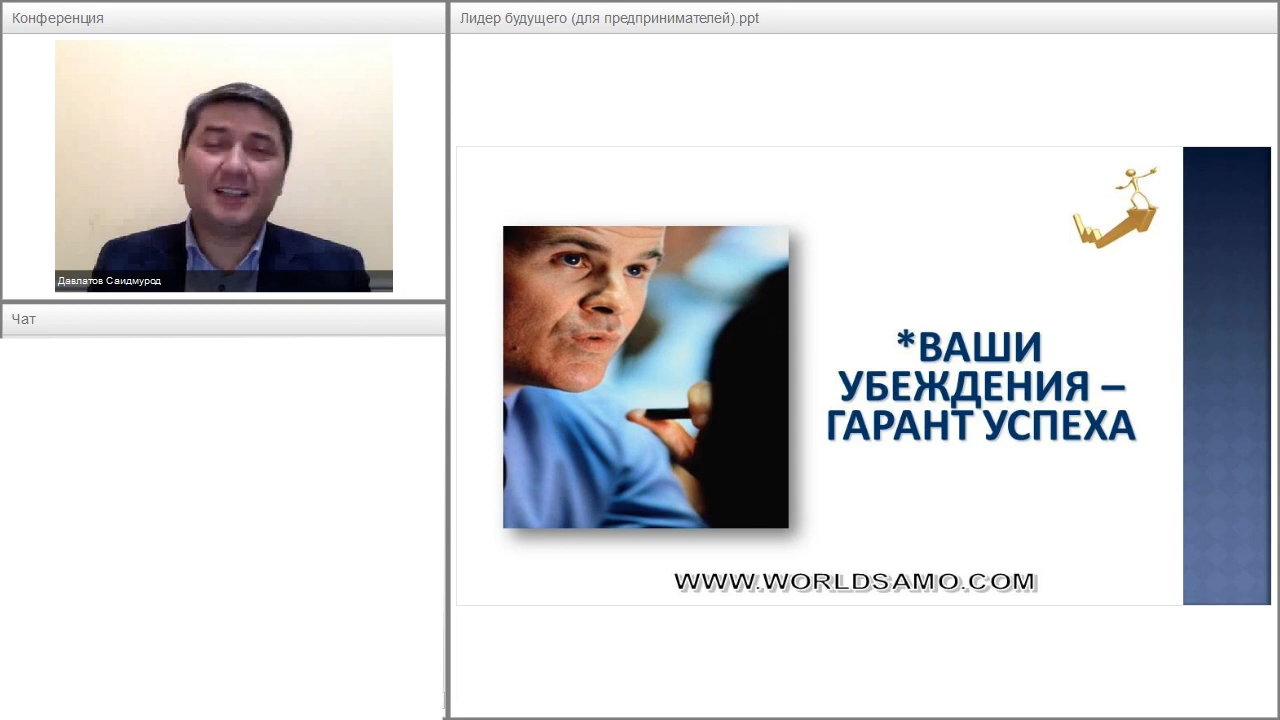 Конференция
Давлатов Саидмурод
Чат
Лидер будущего (для предпринимателей).ppt
*ВАШИ
УБЕЖДЕНИЯ –
ГАРАНТ УСПЕХА
WWW.WORLDSAMO.COM